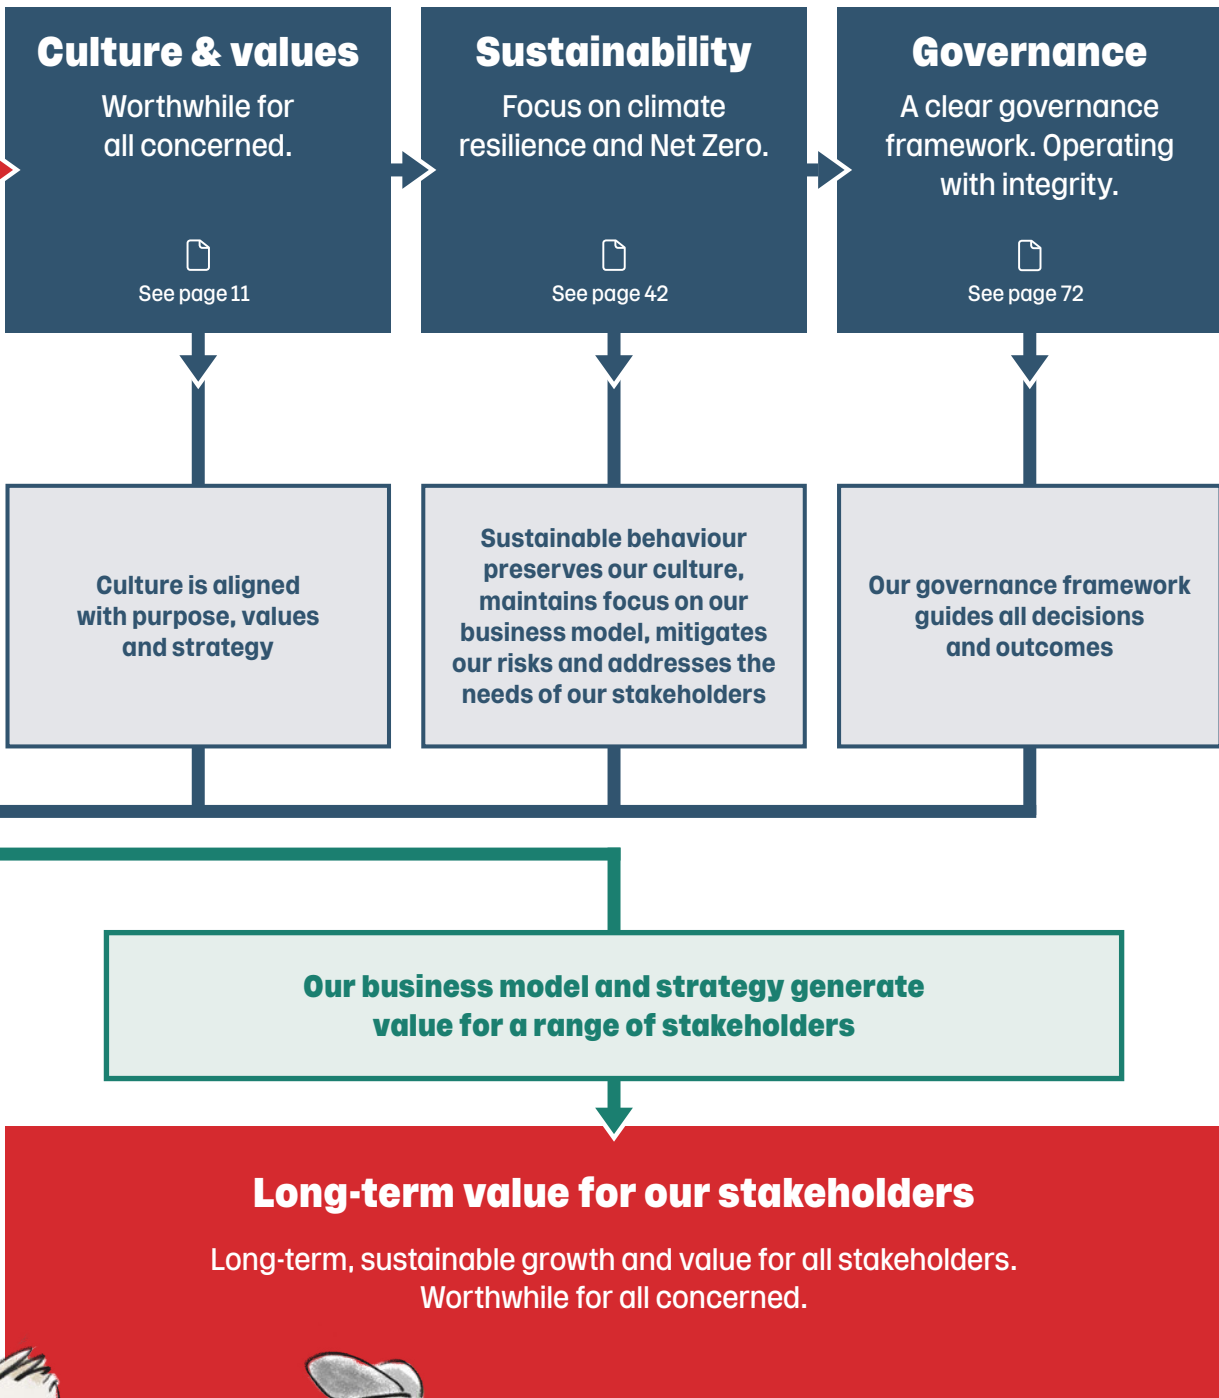 Culture & values
Worthwhile for
all concerned.
See page 11
Sustainability
Focus on climate
resilience and Net Zero.
See page 42
Governance
A clear governance
framework. Operating
with integrity.
See page 72
Culture is aligned
with purpose, values
and strategy
Sustainable behaviour
preserves our culture,
maintains focus on our
business model, mitigates
our risks and addresses the
needs of our stakeholders
Our governance framework
guides all decisions
and outcomes
Our business model and strategy generate
value for a range of stakeholders
Long-term value for our stakeholders
Long-term, sustainable growth and value for all stakeholders.
Worthwhile for all concerned.